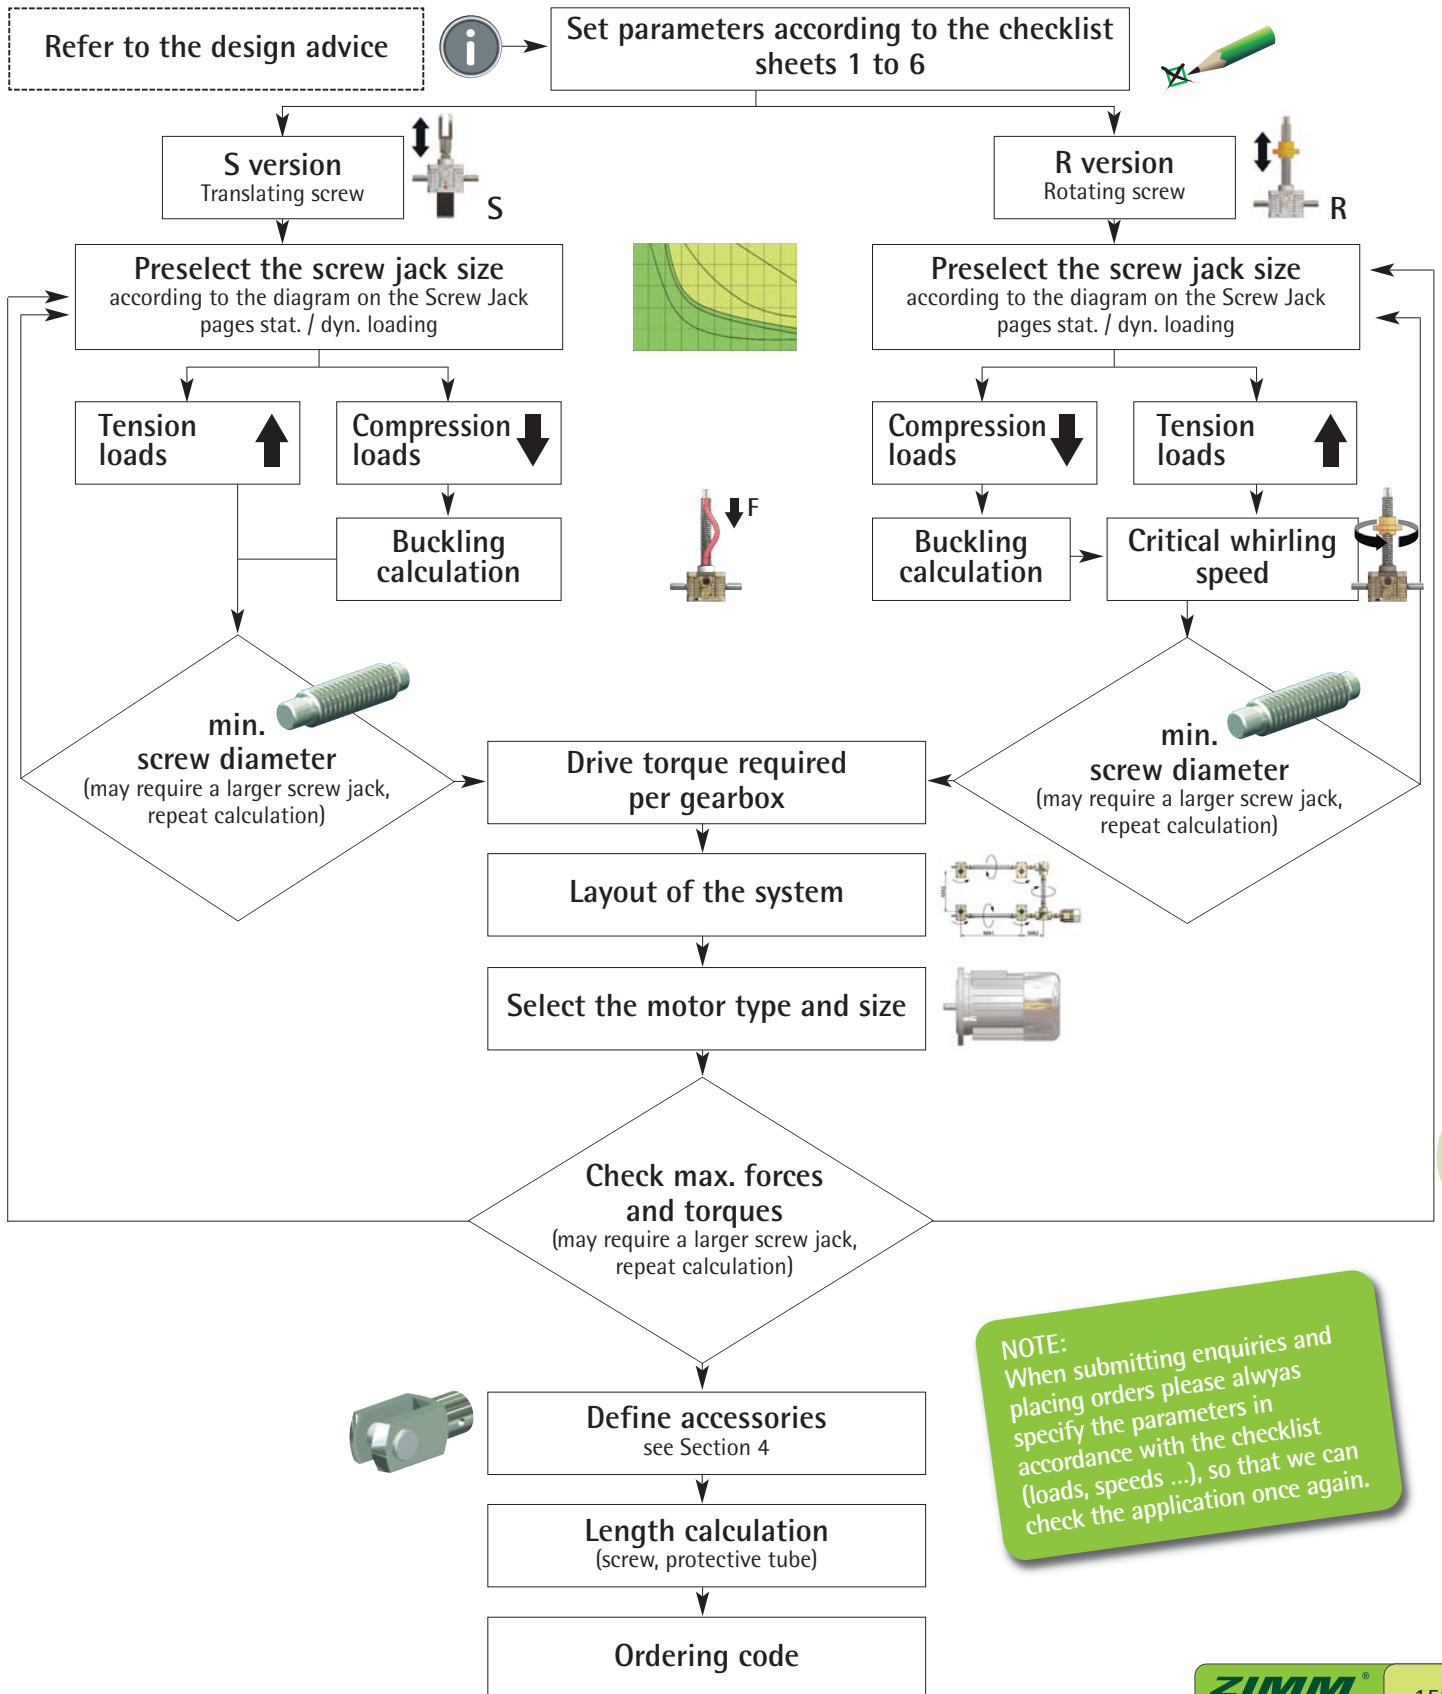 Refer to the design advice
i
Set parameters according to the checklist
sheets 1 to 6
S version
Translating screw
S
R version
Rotating screw
R
Preselect the screw jack size
according to the diagram on the Screw Jack
pages stat. / dyn. loading
Preselect the screw jack size
according to the diagram on the Screw Jack
pages stat. / dyn. loading
Tension
loads
Compression
loads
Compression
loads
Tension
loads
Buckling
calculation
F
Buckling
calculation
Critical whirling
speed
min.
screw diameter
(may require a larger screw jack,
repeat calculation)
min.
screw diameter
(may require a larger screw jack,
repeat calculation)
Drive torque required
per gearbox
Layout of the system
MA1
MA2
Select the motor type and size
Check max. forces
and torques
(may require a larger screw jack,
repeat calculation)
NOTE:
When submitting enquiries and
placing orders please alwyas
specify the parameters in
accordance with the checklist
(loads, speeds ...), so that we can
check the application once again.
Define accessories
see Section 4
Length calculation
(screw, protective tube)
Ordering code
ZIMM®